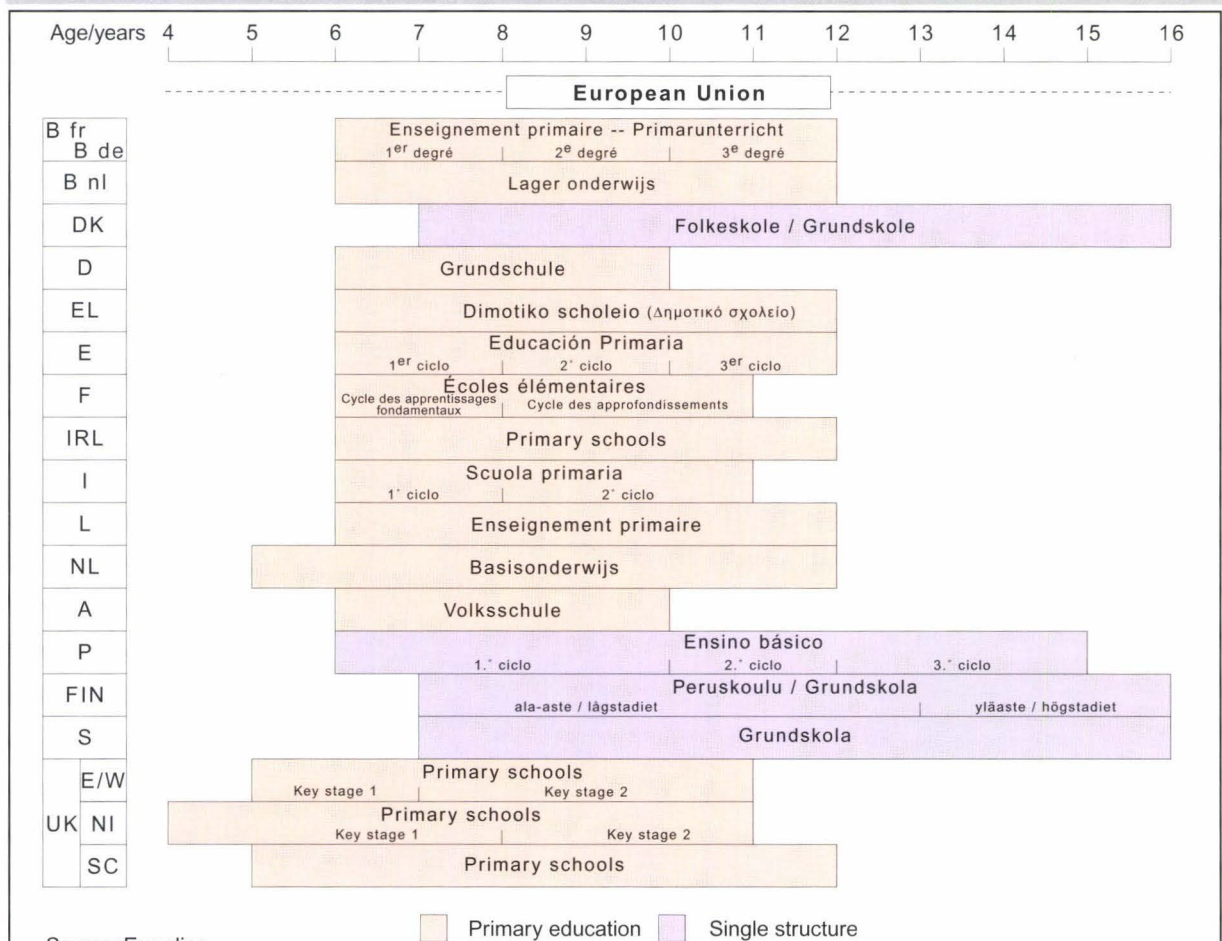 Age/years 4 5 6 7 8 9 10 11 12 13 14 15 16
European Union
B fr
B de
Enseignement primaire -- Primarunterricht
1er degré 2e degré 3e degré
B nl Lager onderwijs
DK Folkeskole / Grundskole
D Grundschule
EL Dimotiko scholeio (Δημοτικό σχολείο)
E Educación Primaria
1er ciclo 2° ciclo 3er ciclo
F Écoles élémentaires
Cycle des apprentissages
fondamentaux
Cycle des approfondissements
IRL Primary schools
I Scuola primaria
1° ciclo 2° ciclo
L Enseignement primaire
NL Basisonderwijs
A Volksschule
P Ensino básico
1.° ciclo 2.° ciclo 3.° ciclo
FIN Peruskoulu / Grundskola
ala-aste / lågstadiet yläaste / högstadiet
S Grundskola
UK
E/W Primary schools
Key stage 1 Key stage 2
NI Primary schools
Key stage 1 Key stage 2
SC Primary schools
Primary education Single structure